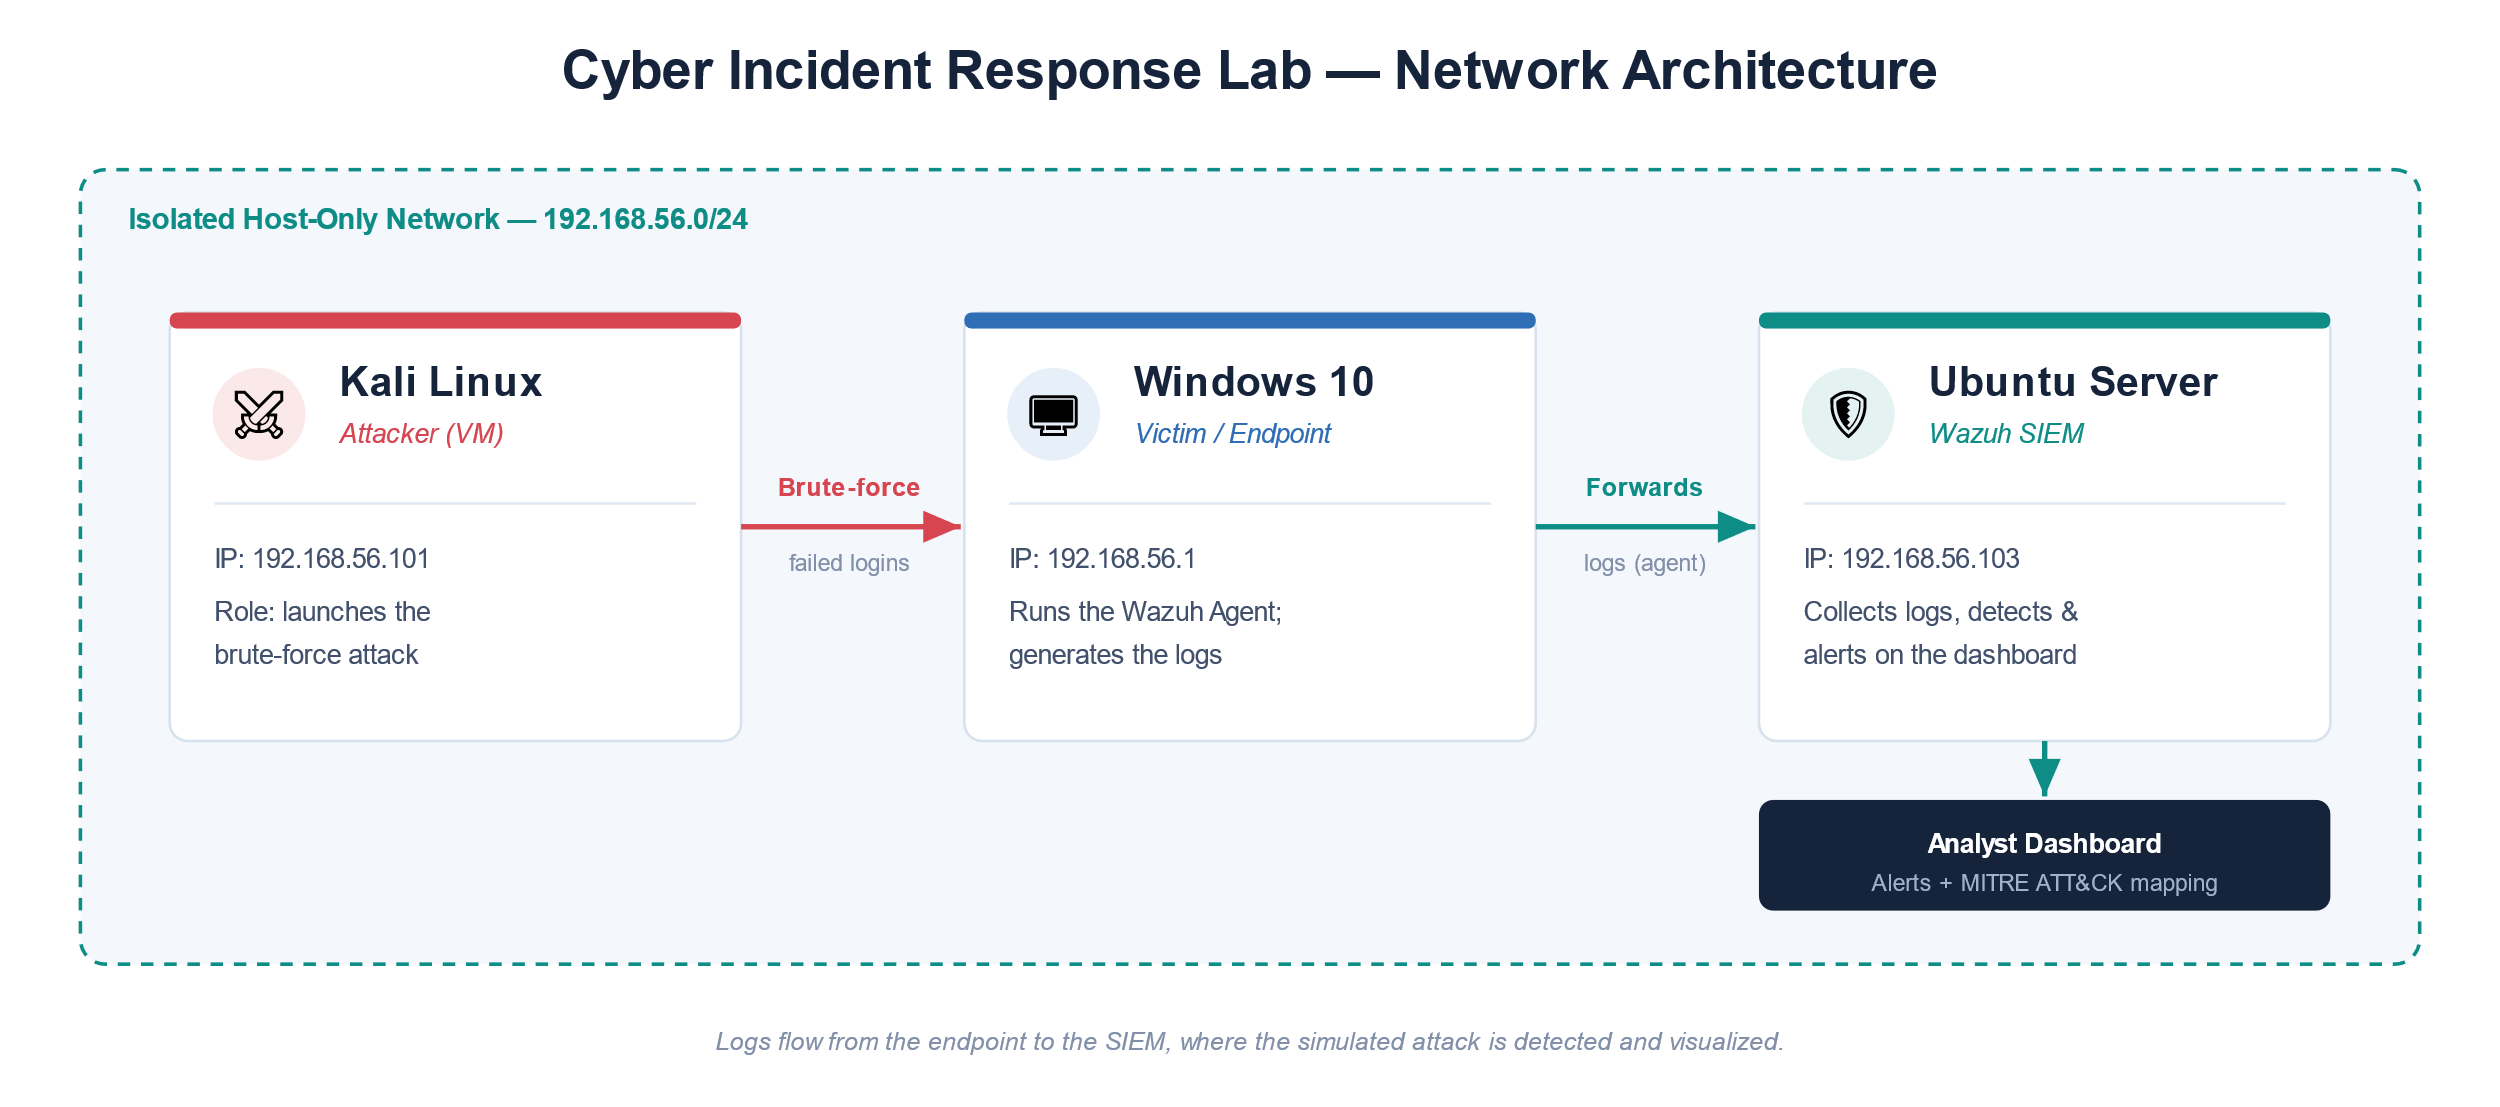 Cyber Incident Response Lab — Network Architecture
Isolated Host-Only Network — 192.168.56.0/24
Kali Linux
Attacker (VM)
IP: 192.168.56.101
Role: launches the
brute-force attack
Brute-force
failed logins
Windows 10
Victim / Endpoint
IP: 192.168.56.1
Runs the Wazuh Agent;
generates the logs
Forwards
logs (agent)
Ubuntu Server
Wazuh SIEM
IP: 192.168.56.103
Collects logs, detects &
alerts on the dashboard
Analyst Dashboard
Alerts + MITRE ATT&CK mapping
Logs flow from the endpoint to the SIEM, where the simulated attack is detected and visualized.